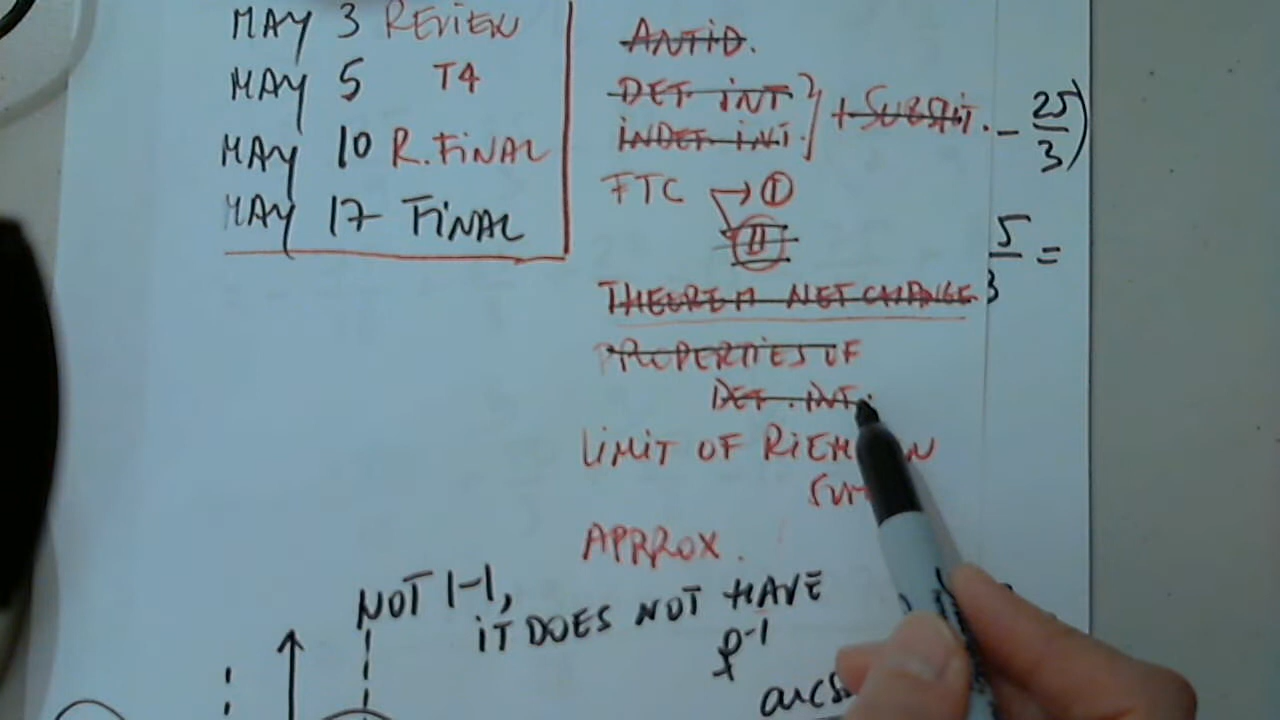 MAY 3 REVIEW
MAY 5 T4
MAY 10 R. FINAL
MAY 17 FINAL
ANTID.
DEF INT
INDEF INT.
+ SUBSTIT.
FTC → I
II
THEOREM NET CHANGE
PROPERTIES OF
DEF. INT.
LIMIT OF
APRROX.
- 25/3)
5/3 =
NOT 1-1,
IT DOES NOT HAVE
f-1